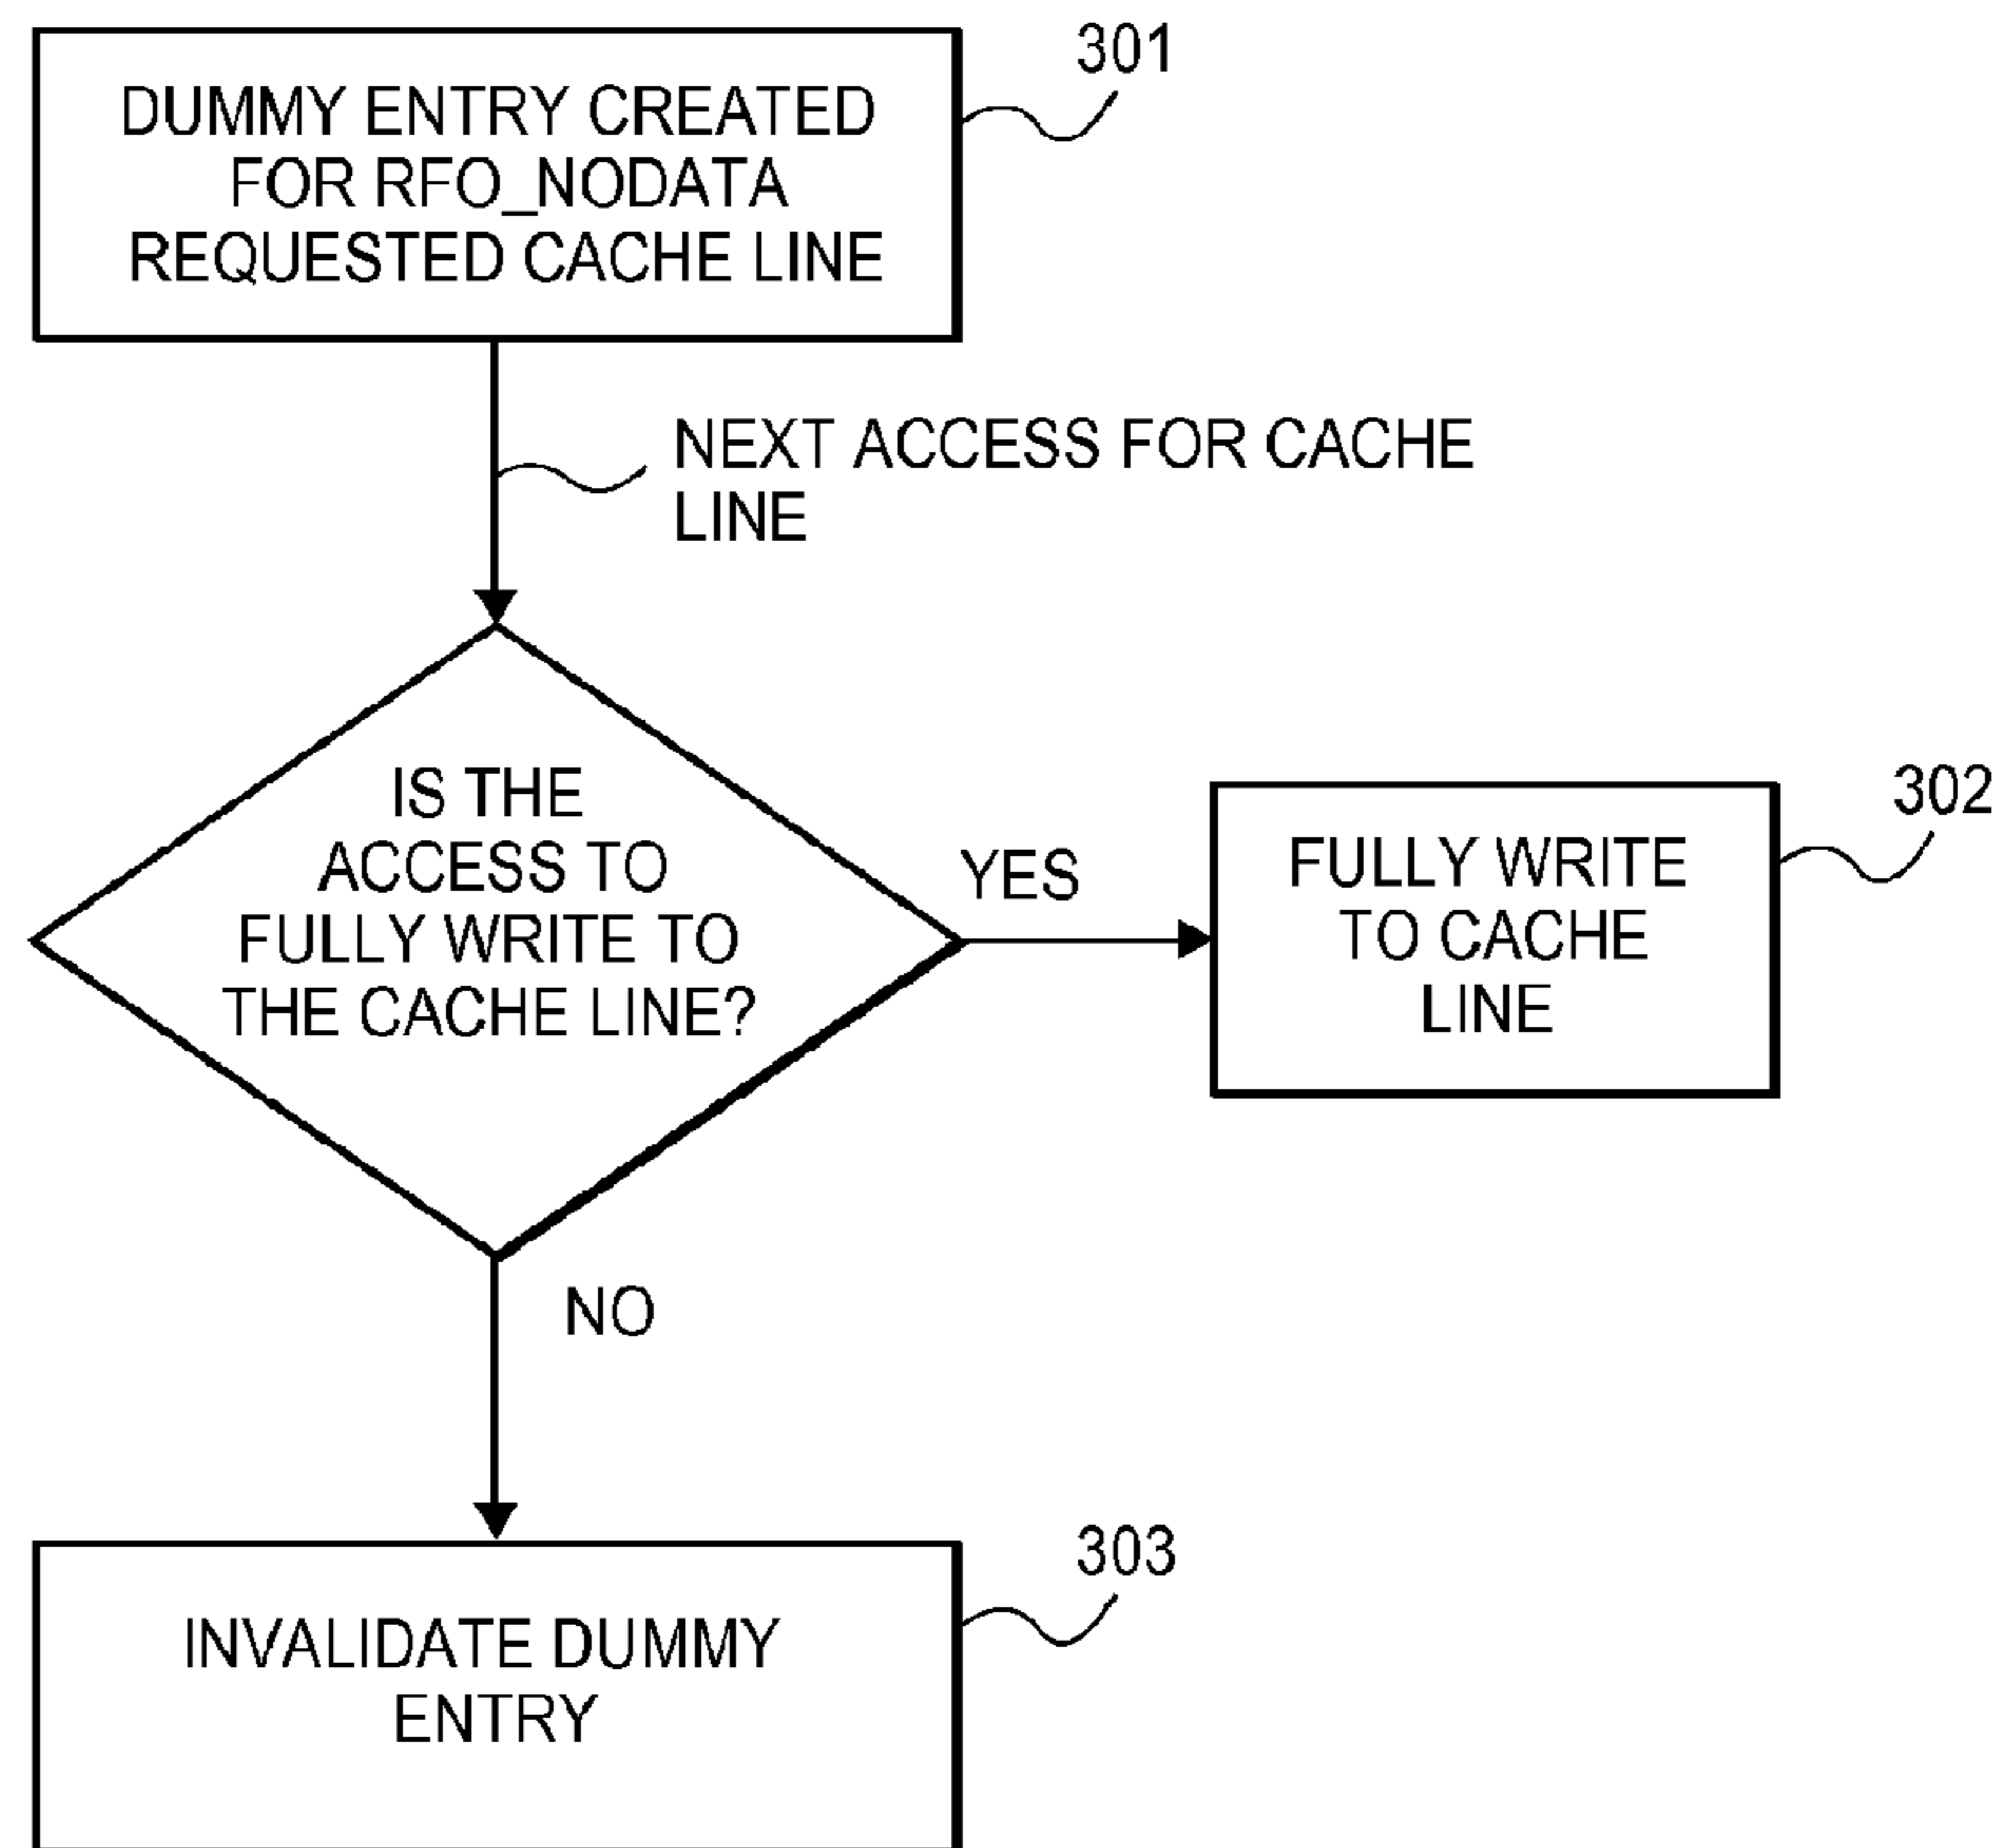 301
DUMMY ENTRY CREATED
FOR RFO_NODATA
REQUESTED CACHE LINE
NEXT ACCESS FOR CACHE
LINE
IS THE
ACCESS TO
FULLY WRITE TO
THE CACHE LINE?
YES
302
FULLY WRITE
TO CACHE
LINE
NO
303
INVALIDATE DUMMY
ENTRY